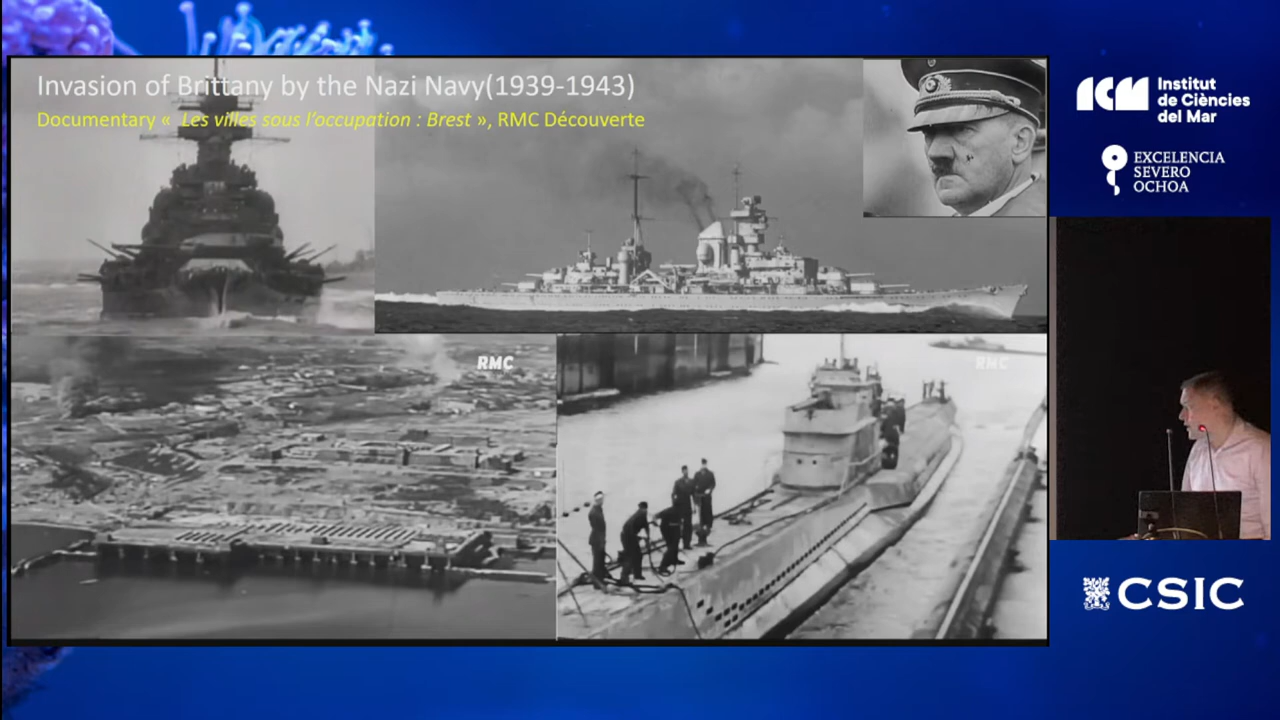 Invasion of Brittany by the Nazi Navy(1939-1943)
Documentary « Les villes sous l'occupation : Brest », RMC Découverte
RMC
RMC
ICM
Institut
de Ciències
del Mar
EXCELENCIA
SEVERO
OCHOA
CSIC